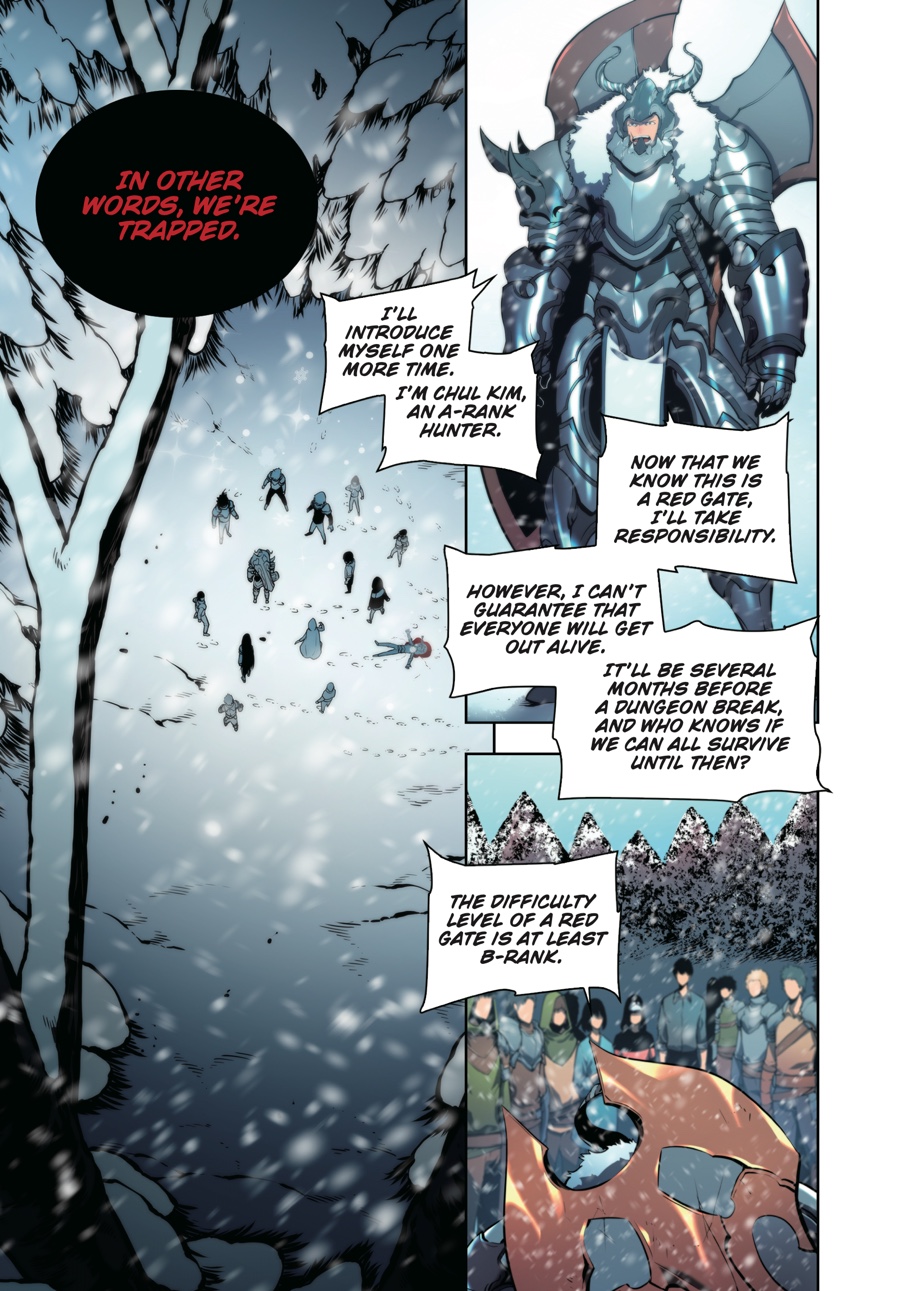 IN OTHER
WORDS, WE'RE
TRAPPED.
I'LL
INTRODUCE
MYSELF ONE
MORE TIME.
I'M CHUL KIM,
AN A-RANK
HUNTER.
NOW THAT WE
KNOW THIS IS
A RED GATE,
I'LL TAKE
RESPONSIBILITY.
HOWEVER, I CAN'T
GUARANTEE THAT
EVERYONE WILL GET
OUT ALIVE.
IT'LL BE SEVERAL
MONTHS BEFORE
A DUNGEON BREAK,
AND WHO KNOWS IF
WE CAN ALL SURVIVE
UNTIL THEN?
THE DIFFICULTY
LEVEL OF A RED
GATE IS AT LEAST
B-RANK.